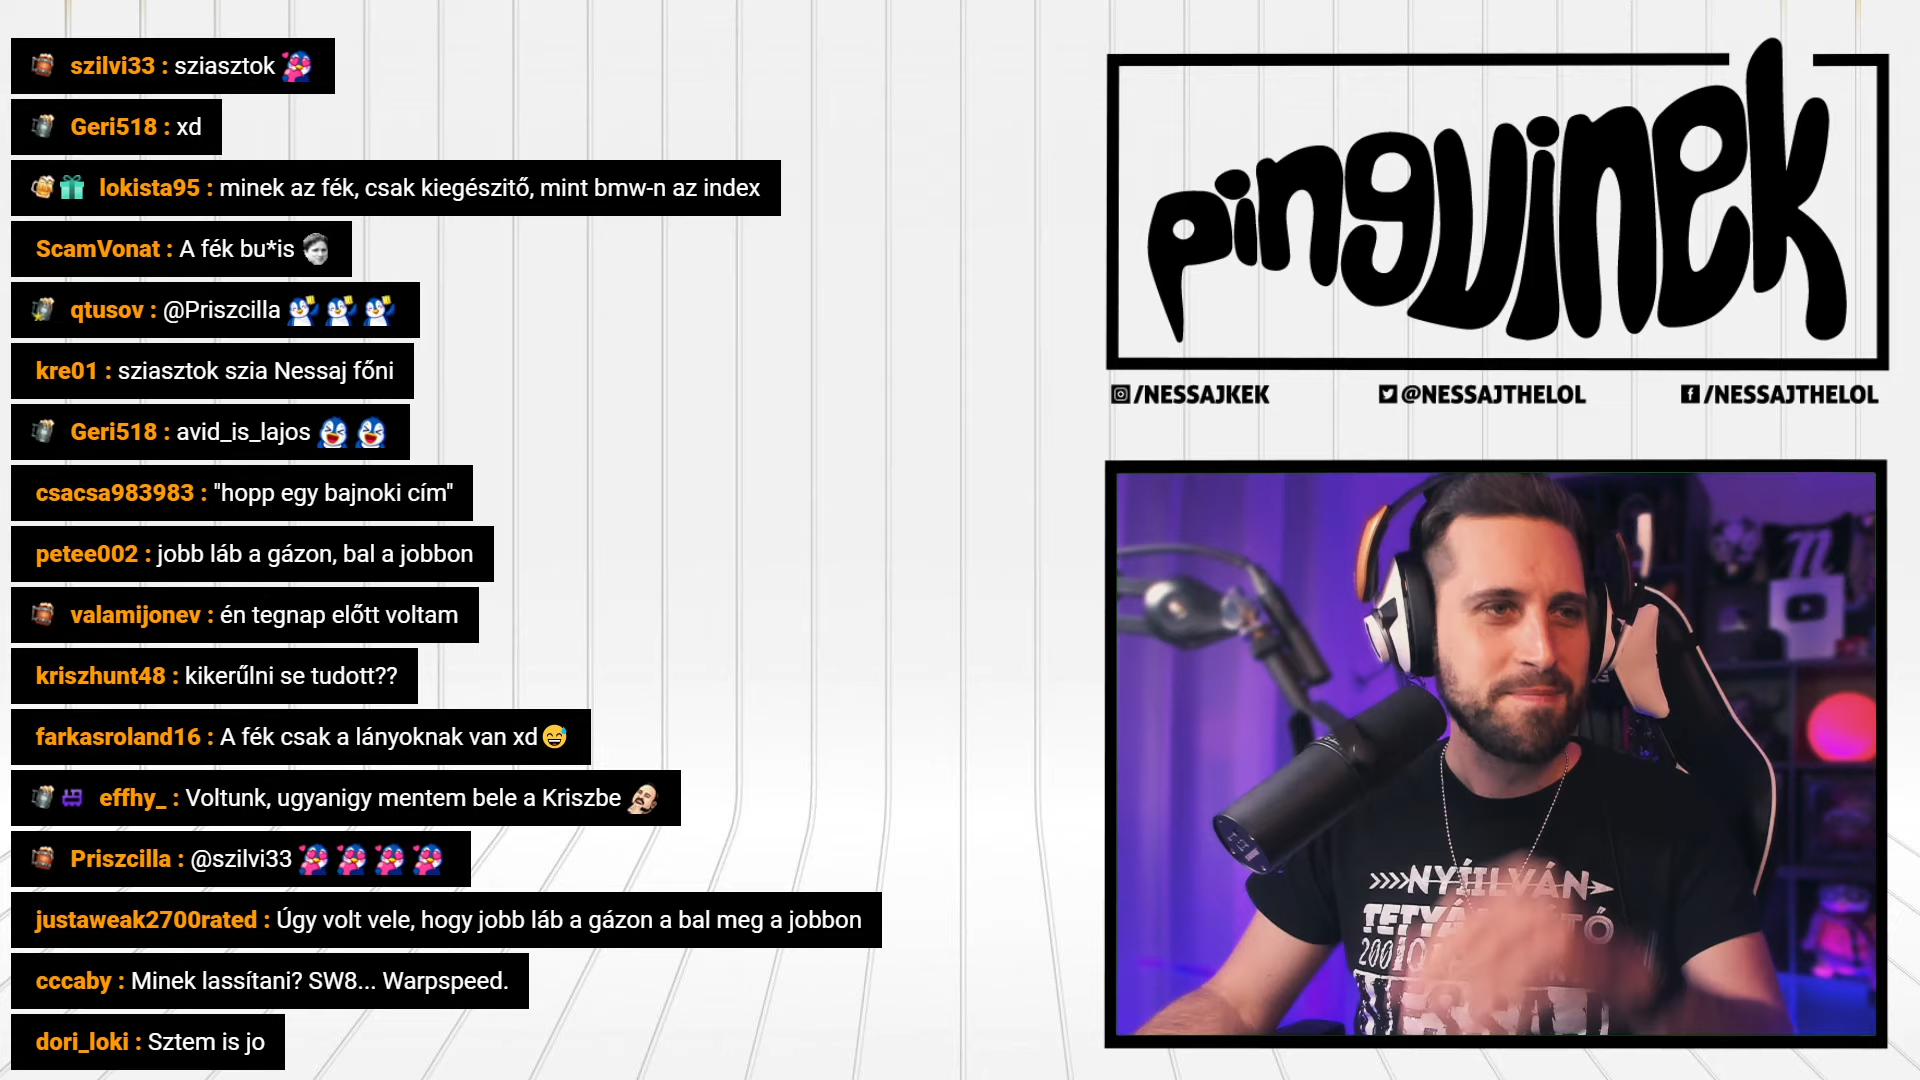 szilvi33 : sziasztok
Geri518 : xd
lokista95 : minek az fék, csak kiegészitő, mint bmw-n az index
ScamVonat : A fék bu*is
qtusov : @Priszcilla
kre01 : sziasztok szia Nessaj főni
Geri518 : avid_is_lajos
csacsa983983 : "hopp egy bajnoki cím"
petee002 : jobb láb a gázon, bal a jobbon
valamijonev : én tegnap előtt voltam
kriszhunt48 : kikerűlni se tudott??
farkasroland16 : A fék csak a lányoknak van xd
effhy_ : Voltunk, ugyanigy mentem bele a Kriszbe
Priszcilla : @szilvi33
justaweak2700rated : Úgy volt vele, hogy jobb láb a gázon a bal meg a jobbon
cccaby : Minek lassítani? SW8... Warpspeed.
dori_loki : Sztem is jo
pingvinek
/NESSAJKEK
@NESSAJTHELOL
/NESSAJTHELOL
77